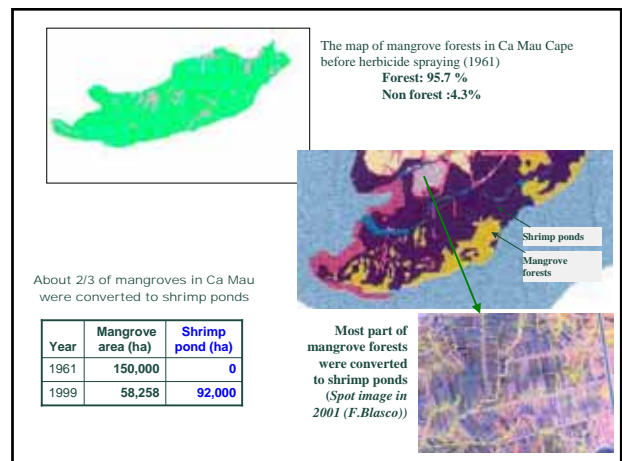 The map of mangrove forests in Ca Mau Cape
before herbicide spraying (1961)
Forest: 95.7 %
Non forest :4.3%
Shrimp ponds
Mangrove
forests
About 2/3 of mangroves in Ca Mau
were converted to shrimp ponds
Year Mangrove area (ha) Shrimp pond (ha)
1961 150,000 0
1999 58,258 92,000
Most part of
mangrove forests
were converted
to shrimp ponds
(Spot image in
2001 (F.Blasco))